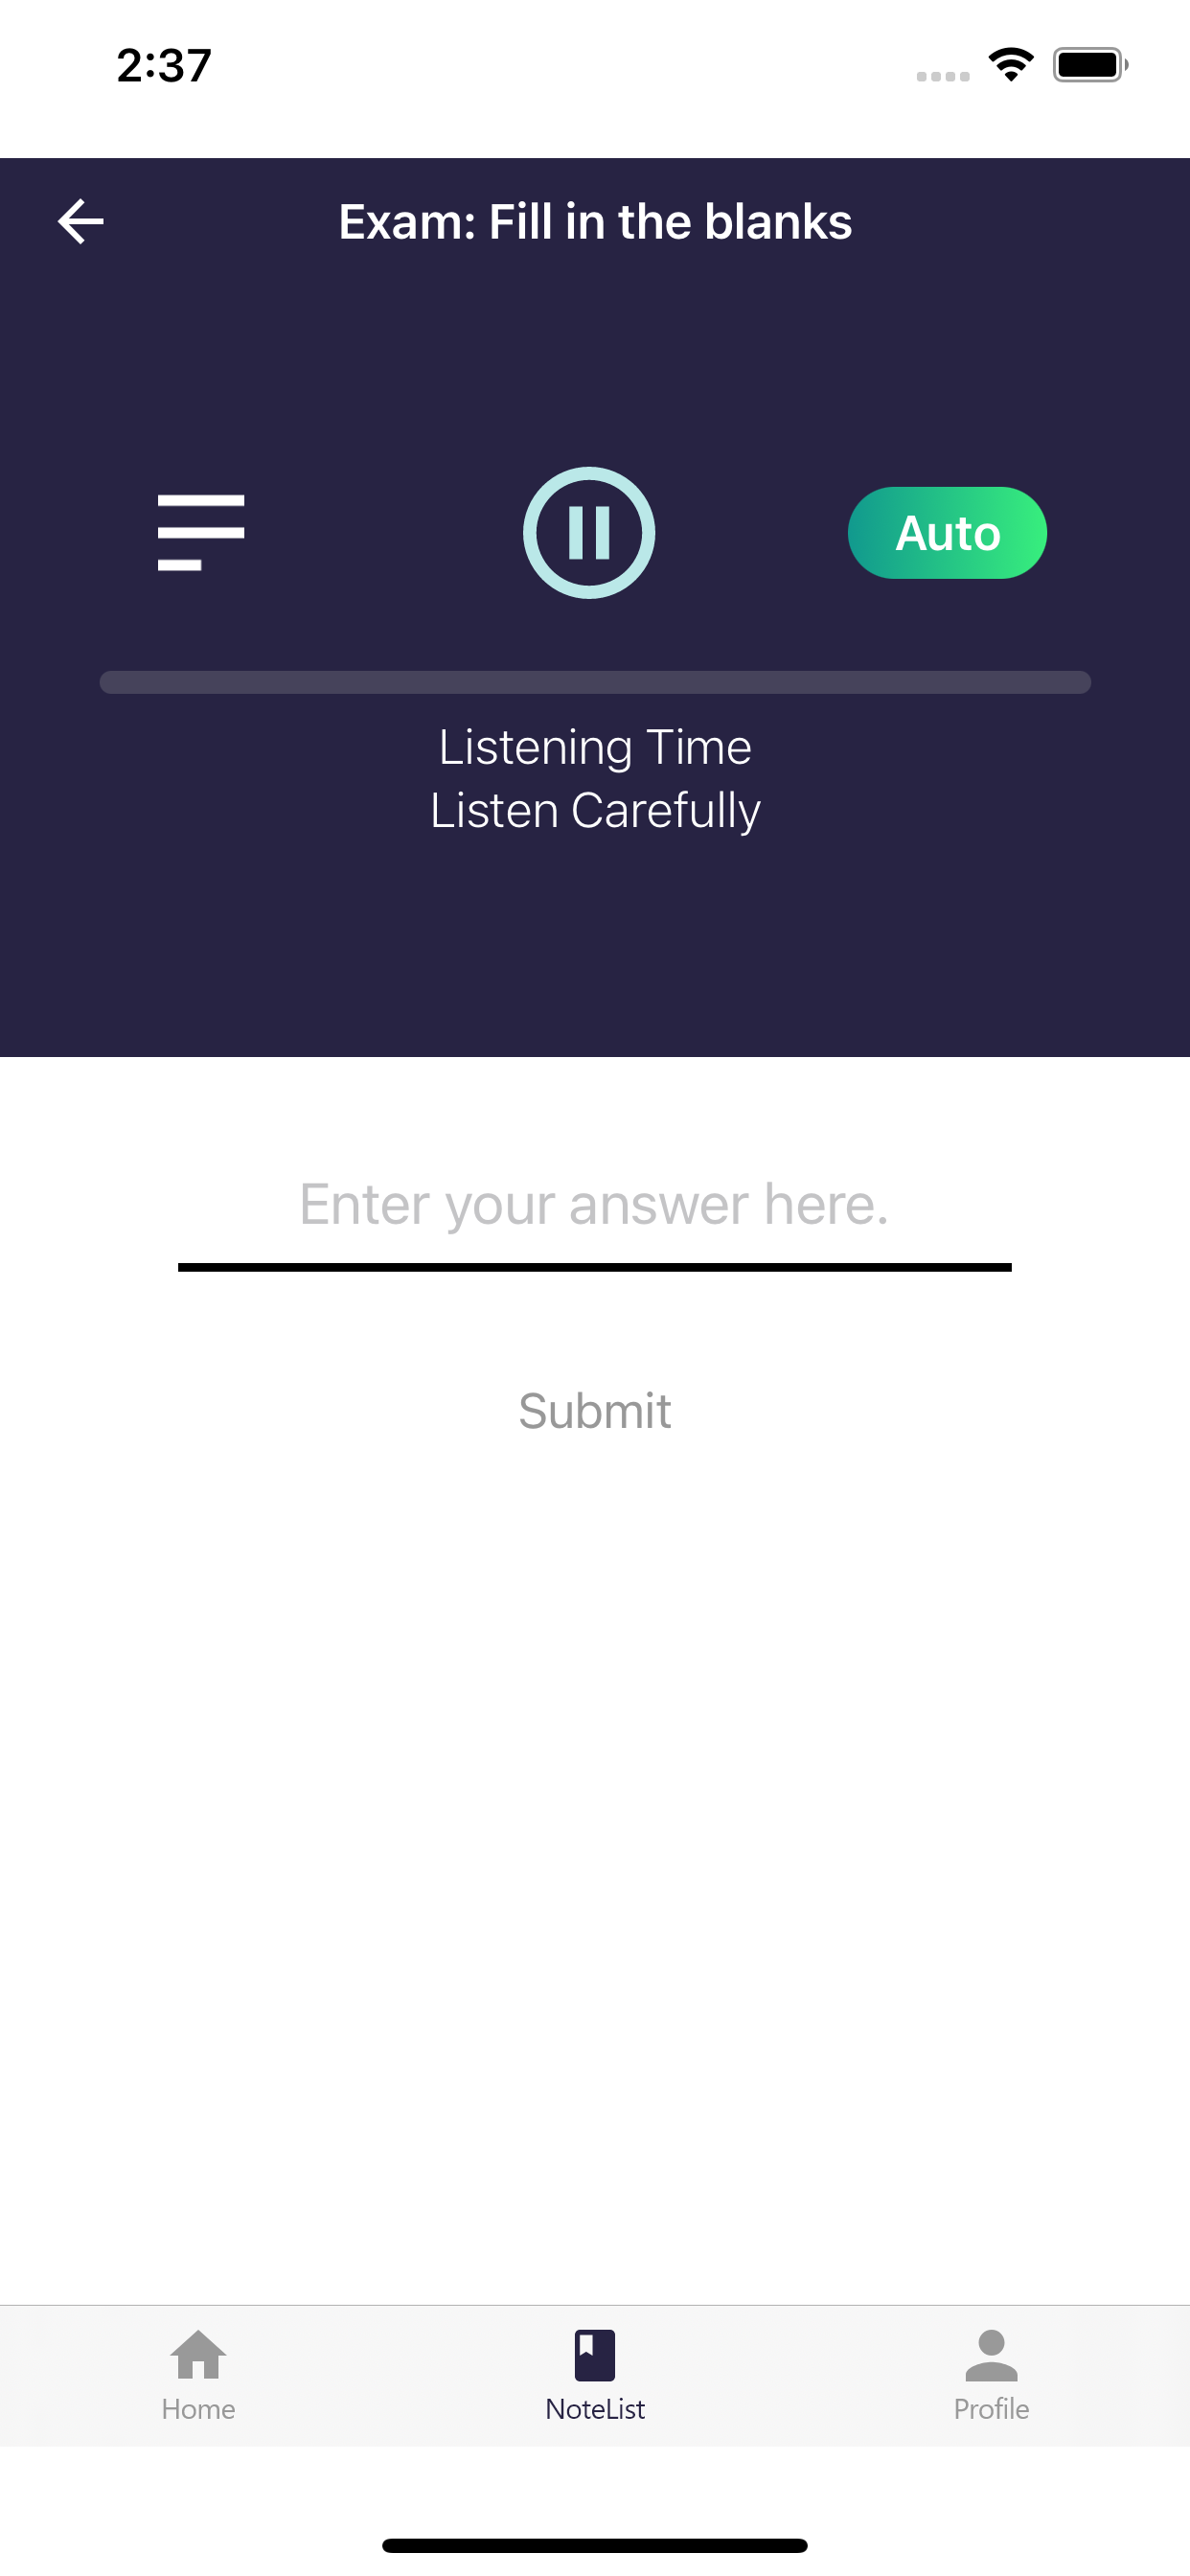 2:37
Exam: Fill in the blanks
Auto
Listening Time
Listen Carefully
Enter your answer here.
Submit
Home
NoteList
Profile